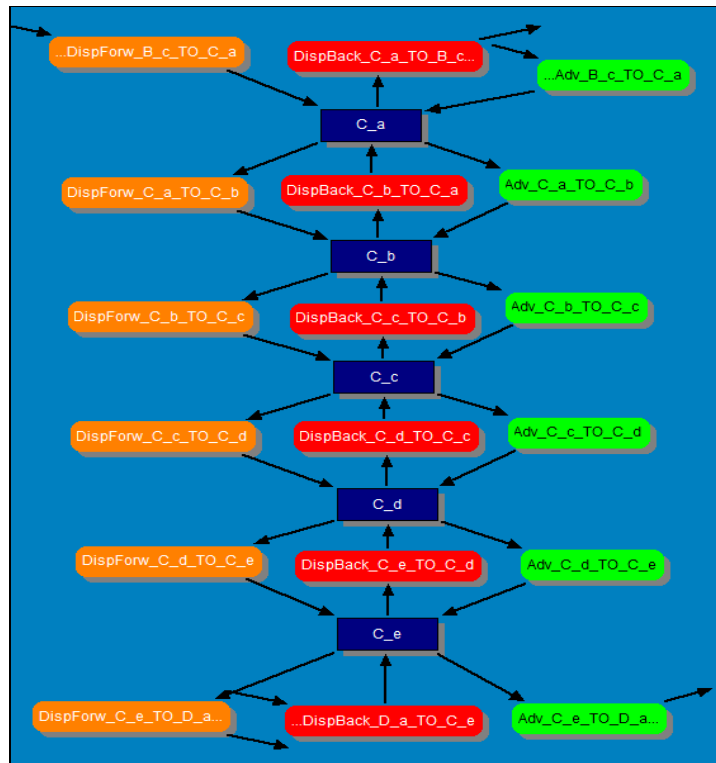 ...DispForw_B_c_TO_C_a
DispBack_C_a_TO_B_c...
...Adv_B_c_TO_C_a
C_a
DispForw_C_a_TO_C_b
DispBack_C_b_TO_C_a
Adv_C_a_TO_C_b
C_b
DispForw_C_b_TO_C_c
DispBack_C_c_TO_C_b
Adv_C_b_TO_C_c
C_c
DispForw_C_c_TO_C_d
DispBack_C_d_TO_C_c
Adv_C_c_TO_C_d
C_d
DispForw_C_d_TO_C_e
DispBack_C_e_TO_C_d
Adv_C_d_TO_C_e
C_e
DispForw_C_e_TO_D_a...
...DispBack_D_a_TO_C_e
Adv_C_e_TO_D_a...